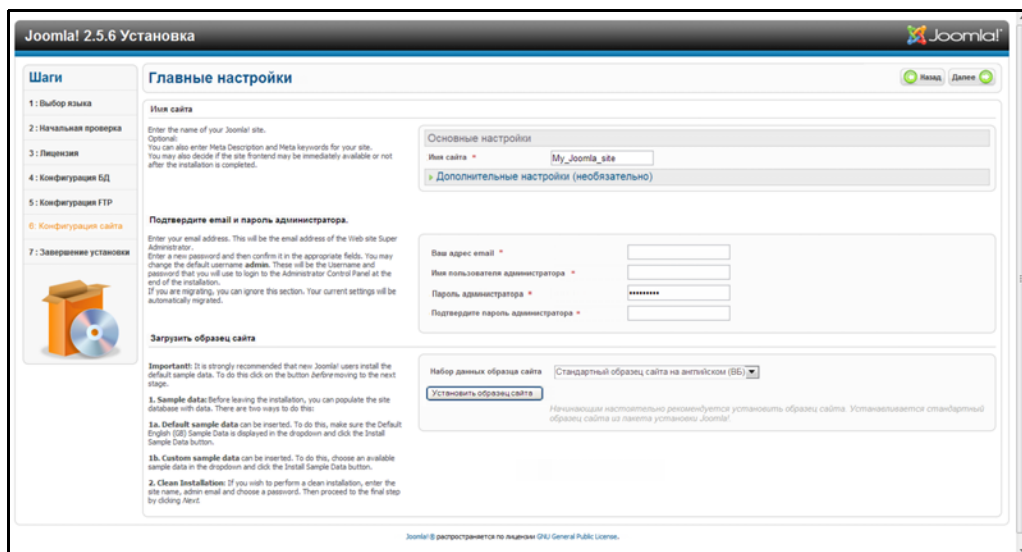 Joomla! 2.5.6 Установка
Joomla!
Шаги
1 : Выбор языка
2 : Начальная проверка
3 : Лицензия
4 : Конфигурация БД
5 : Конфигурация FTP
6: Конфигурация сайта
7 : Завершение установки
Главные настройки
Назад
Далее
Имя сайта
Enter the name of your Joomla! site.
Optional:
You can also enter Meta Description and Meta keywords for your site.
You may also decide if the site frontend may be immediately available or not
after the installation is completed.
Основные настройки
Имя сайта *
My_Joomla_site
Дополнительные настройки (необязательно)
Подтвердите email и пароль администратора.
Enter your email address. This will be the email address of the Web site Super
Administrator.
Enter a new password and then confirm it in the appropriate fields. You may
change the default username admin. These will be the Username and
password that you will use to login to the Administrator Control Panel at the
end of the installation.
If you are migrating, you can ignore this section. Your current settings will be
automatically migrated.
Ваш адрес email *
Имя пользователя администратора *
Пароль администратора *
Подтвердите пароль администратора *
Загрузить образец сайта
Important!: It is strongly recommended that new Joomla! users install the
default sample data. To do this click on the button before moving to the next
stage.
1. Sample data: Before leaving the installation, you can populate the site
database with data. There are two ways to do this:
1a. Default sample data can be inserted. To do this, make sure the Default
English (GB) Sample Data is displayed in the dropdown and click the Install
Sample Data button.
1b. Custom sample data can be inserted. To do this, choose an available
sample data in the dropdown and click the Install Sample Data button.
2. Clean Installation: If you wish to perform a clean installation, enter the
site name, admin email and choose a password. Then proceed to the final step
by clicking Next.
Набор данных образца сайта
Стандартный образец сайта на английском (ВБ)
Установить образец сайта
Начинающим настоятельно рекомендуется установить образец сайта. Устанавливается стандартный
образец сайта из пакета установки Joomla!.
Joomla! ® распространяется по лицензии GNU General Public License.